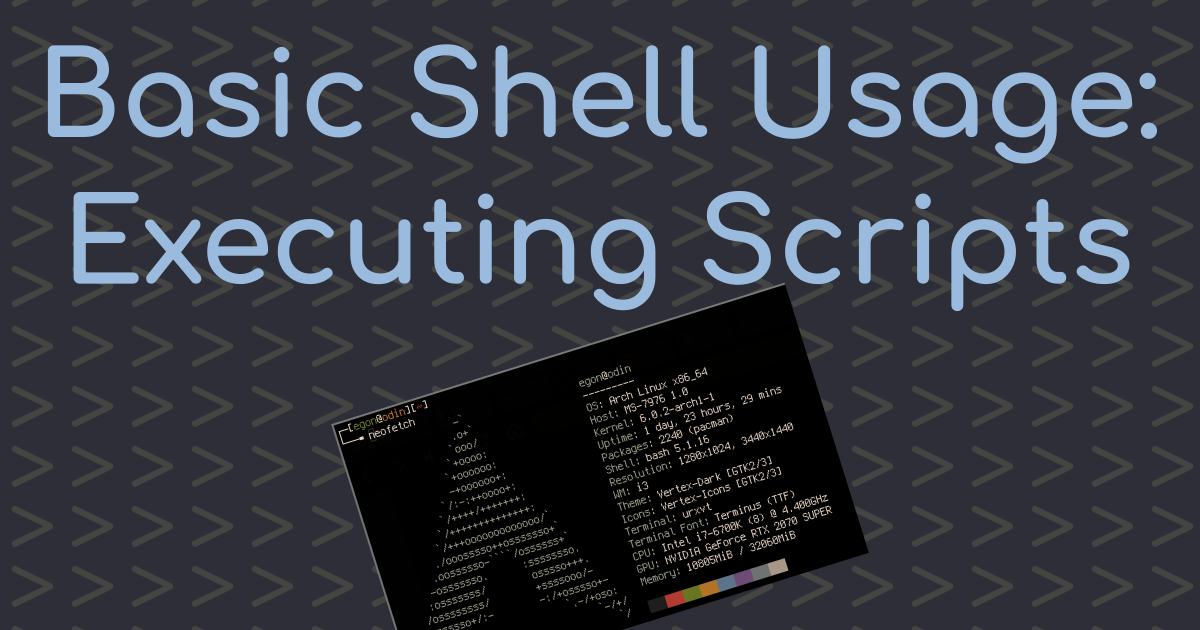 Basic Shell Usage:
Executing Scripts
[egon@odin][~]
neofetch
egon@odin
---------
OS: Arch Linux x86_64
Host: MS-7976 1.0
Kernel: 6.0.2-arch1-1
Uptime: 1 day, 23 hours, 29 mins
Packages: 2240 (pacman)
Shell: bash 5.1.16
Resolution: 1280x1024, 3440x1440
WM: i3
Theme: Vertex-Dark [GTK2/3]
Icons: Vertex-Icons [GTK2/3]
Terminal: urxvt
Terminal Font: Terminus (TTF)
CPU: Intel i7-6700K (8) @ 4.400GHz
GPU: NVIDIA GeForce RTX 2070 SUPER
Memory: 10805MiB / 32060MiB